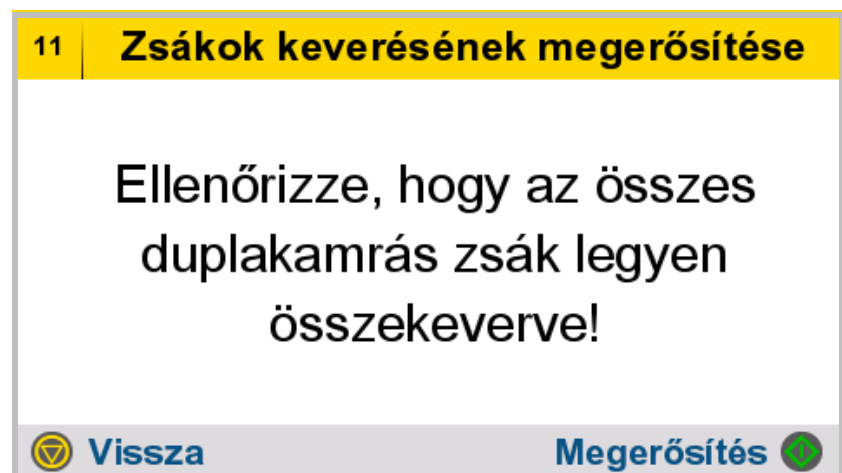 11 Zsákok keverésének megerősítése
Ellenőrizze, hogy az összes
duplakamrás zsák legyen
összekeverve!
Vissza Megerősítés